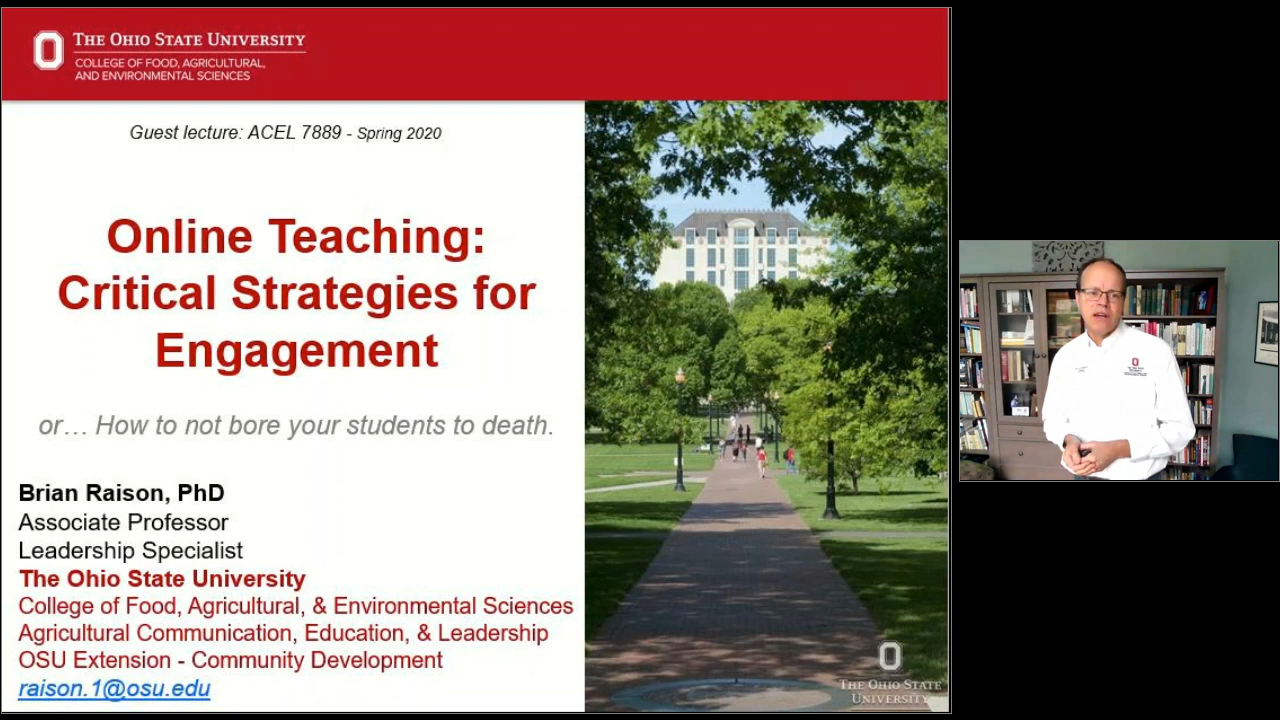 THE OHIO STATE UNIVERSITY
COLLEGE OF FOOD, AGRICULTURAL,
AND ENVIRONMENTAL SCIENCES
Guest lecture: ACEL 7889 - Spring 2020
Online Teaching:
Critical Strategies for
Engagement
or… How to not bore your students to death.
Brian Raison, PhD
Associate Professor
Leadership Specialist
The Ohio State University
College of Food, Agricultural, & Environmental Sciences
Agricultural Communication, Education, & Leadership
OSU Extension - Community Development
raison.1@osu.edu
THE OHIO STATE
UNIVERSITY